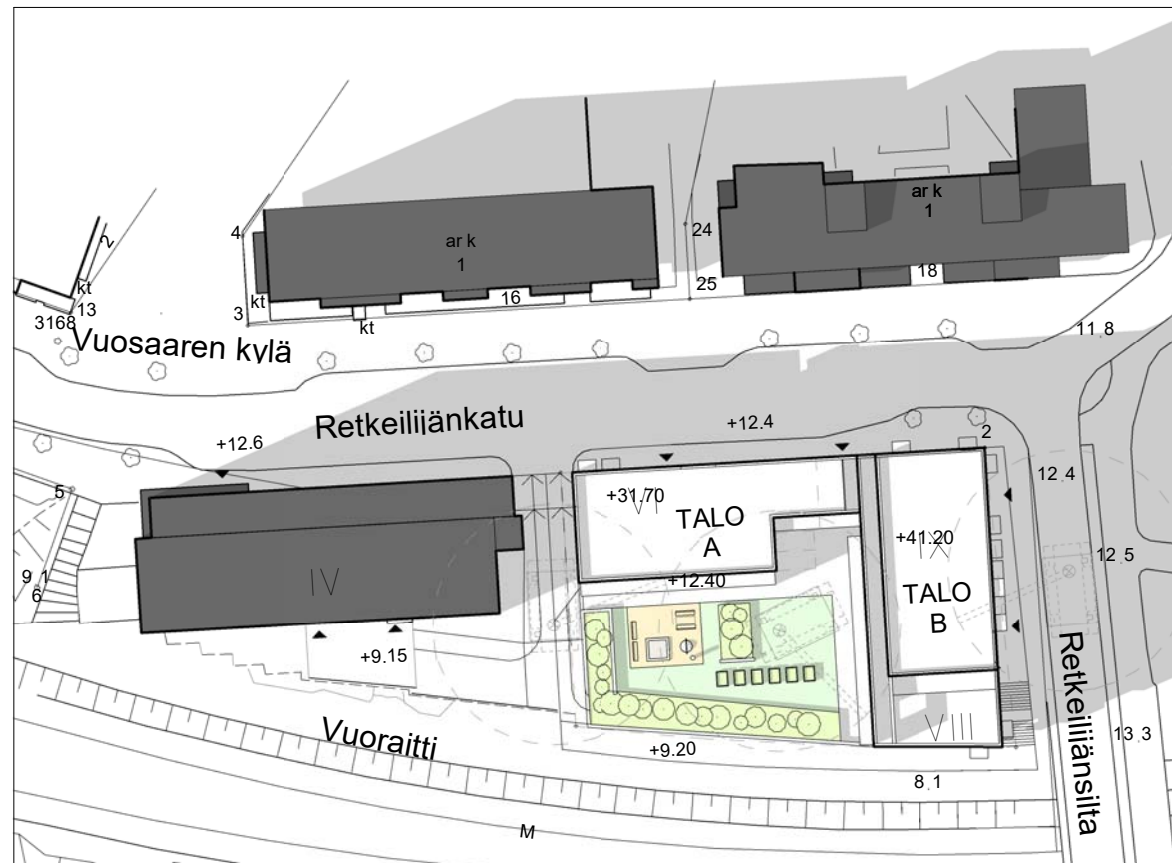 ar k
1
4
2
kt
13
3168
3
kt
kt
16
24
25
ar k
1
18
11.8
Vuosaaren kylä
Retkeilijänkatu
+12.6
+12.4
2
12.4
5
9.1
6
IV
+9.15
+31.70
VI
TALO
A
+12.40
+41.20
IX
TALO
B
12.5
Retkeilijänsilta
13.3
VIII
Vuoraitti
+9.20
8.1
M